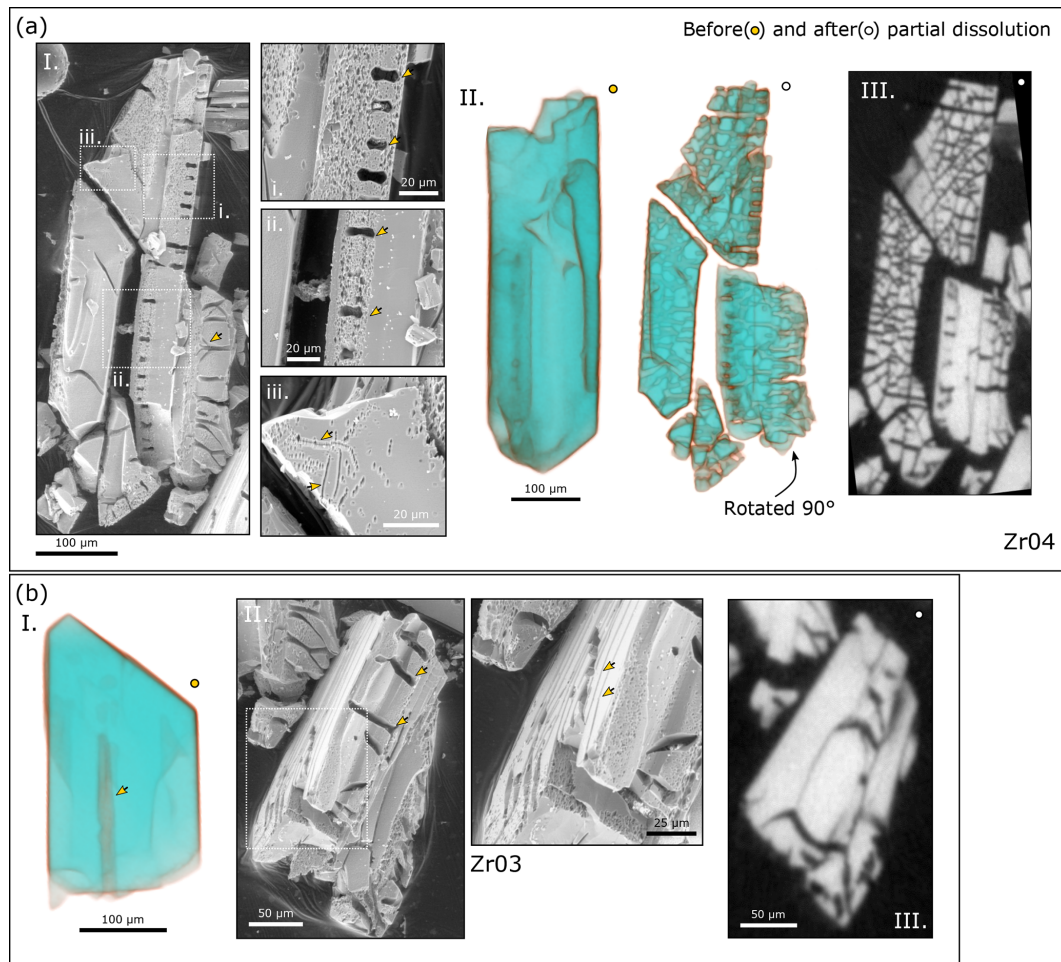 (a)
Before( ) and after( ) partial dissolution
I.
iii.
i.
ii.
100 µm
i.
20 µm
ii.
20 µm
iii.
20 µm
II.
100 µm
Rotated 90°
III.
Zr04
(b)
I.
100 µm
II.
50 µm
25 µm
Zr03
50 µm
III.